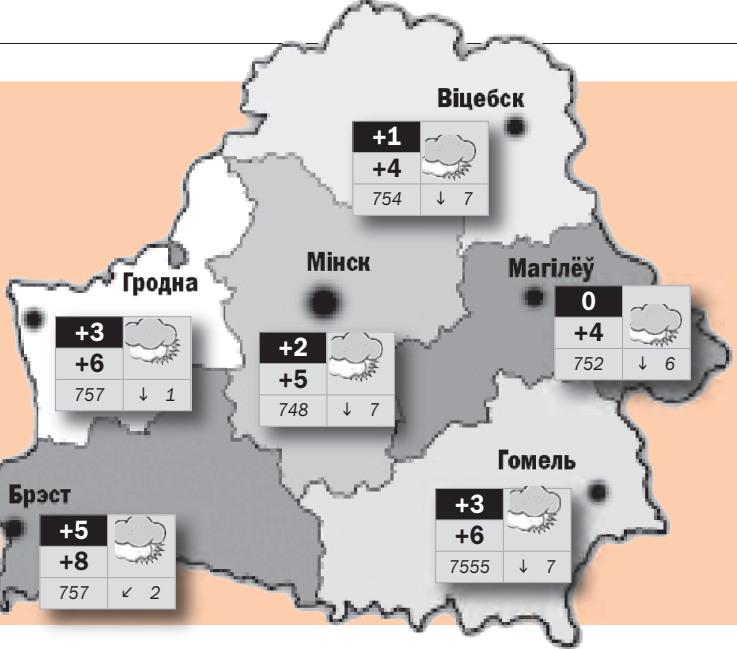 Віцебск
+1
+4
754 ↓ 7
Мінск
+2
+5
748 ↓ 7
Магілёў
0
+4
752 ↓ 6
Гродна
+3
+6
757 ↓ 1
Гомель
+3
+6
7555 ↓ 7
Брэст
+5
+8
757 ↙ 2